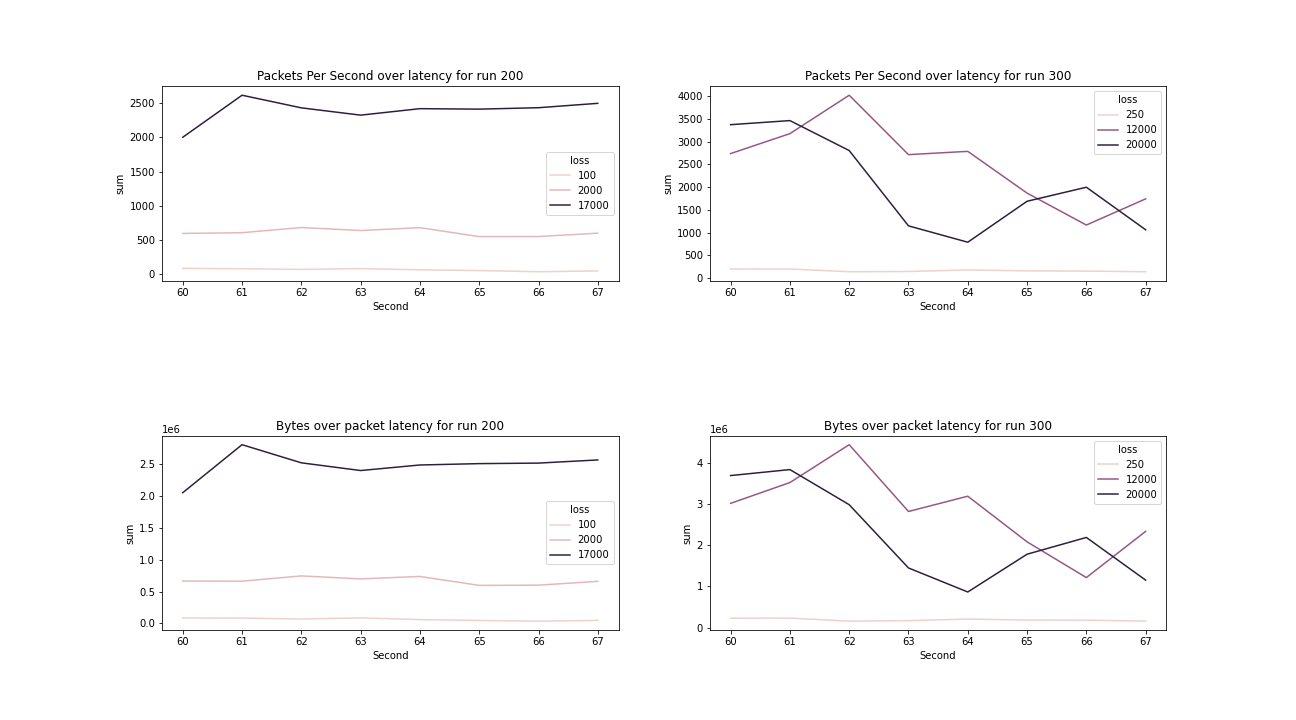 Packets Per Second over latency for run 200
2500
2000
1500
1000
500
0
sum
loss
100
2000
17000
60 61 62 63 64 65 66 67
Second
Packets Per Second over latency for run 300
4000
3500
3000
2500
2000
1500
1000
500
0
sum
loss
250
12000
20000
60 61 62 63 64 65 66 67
Second
Bytes over packet latency for run 200
1e6
2.5
2.0
1.5
1.0
0.5
0.0
sum
loss
100
2000
17000
60 61 62 63 64 65 66 67
Second
Bytes over packet latency for run 300
1e6
4
3
2
1
0
sum
loss
250
12000
20000
60 61 62 63 64 65 66 67
Second